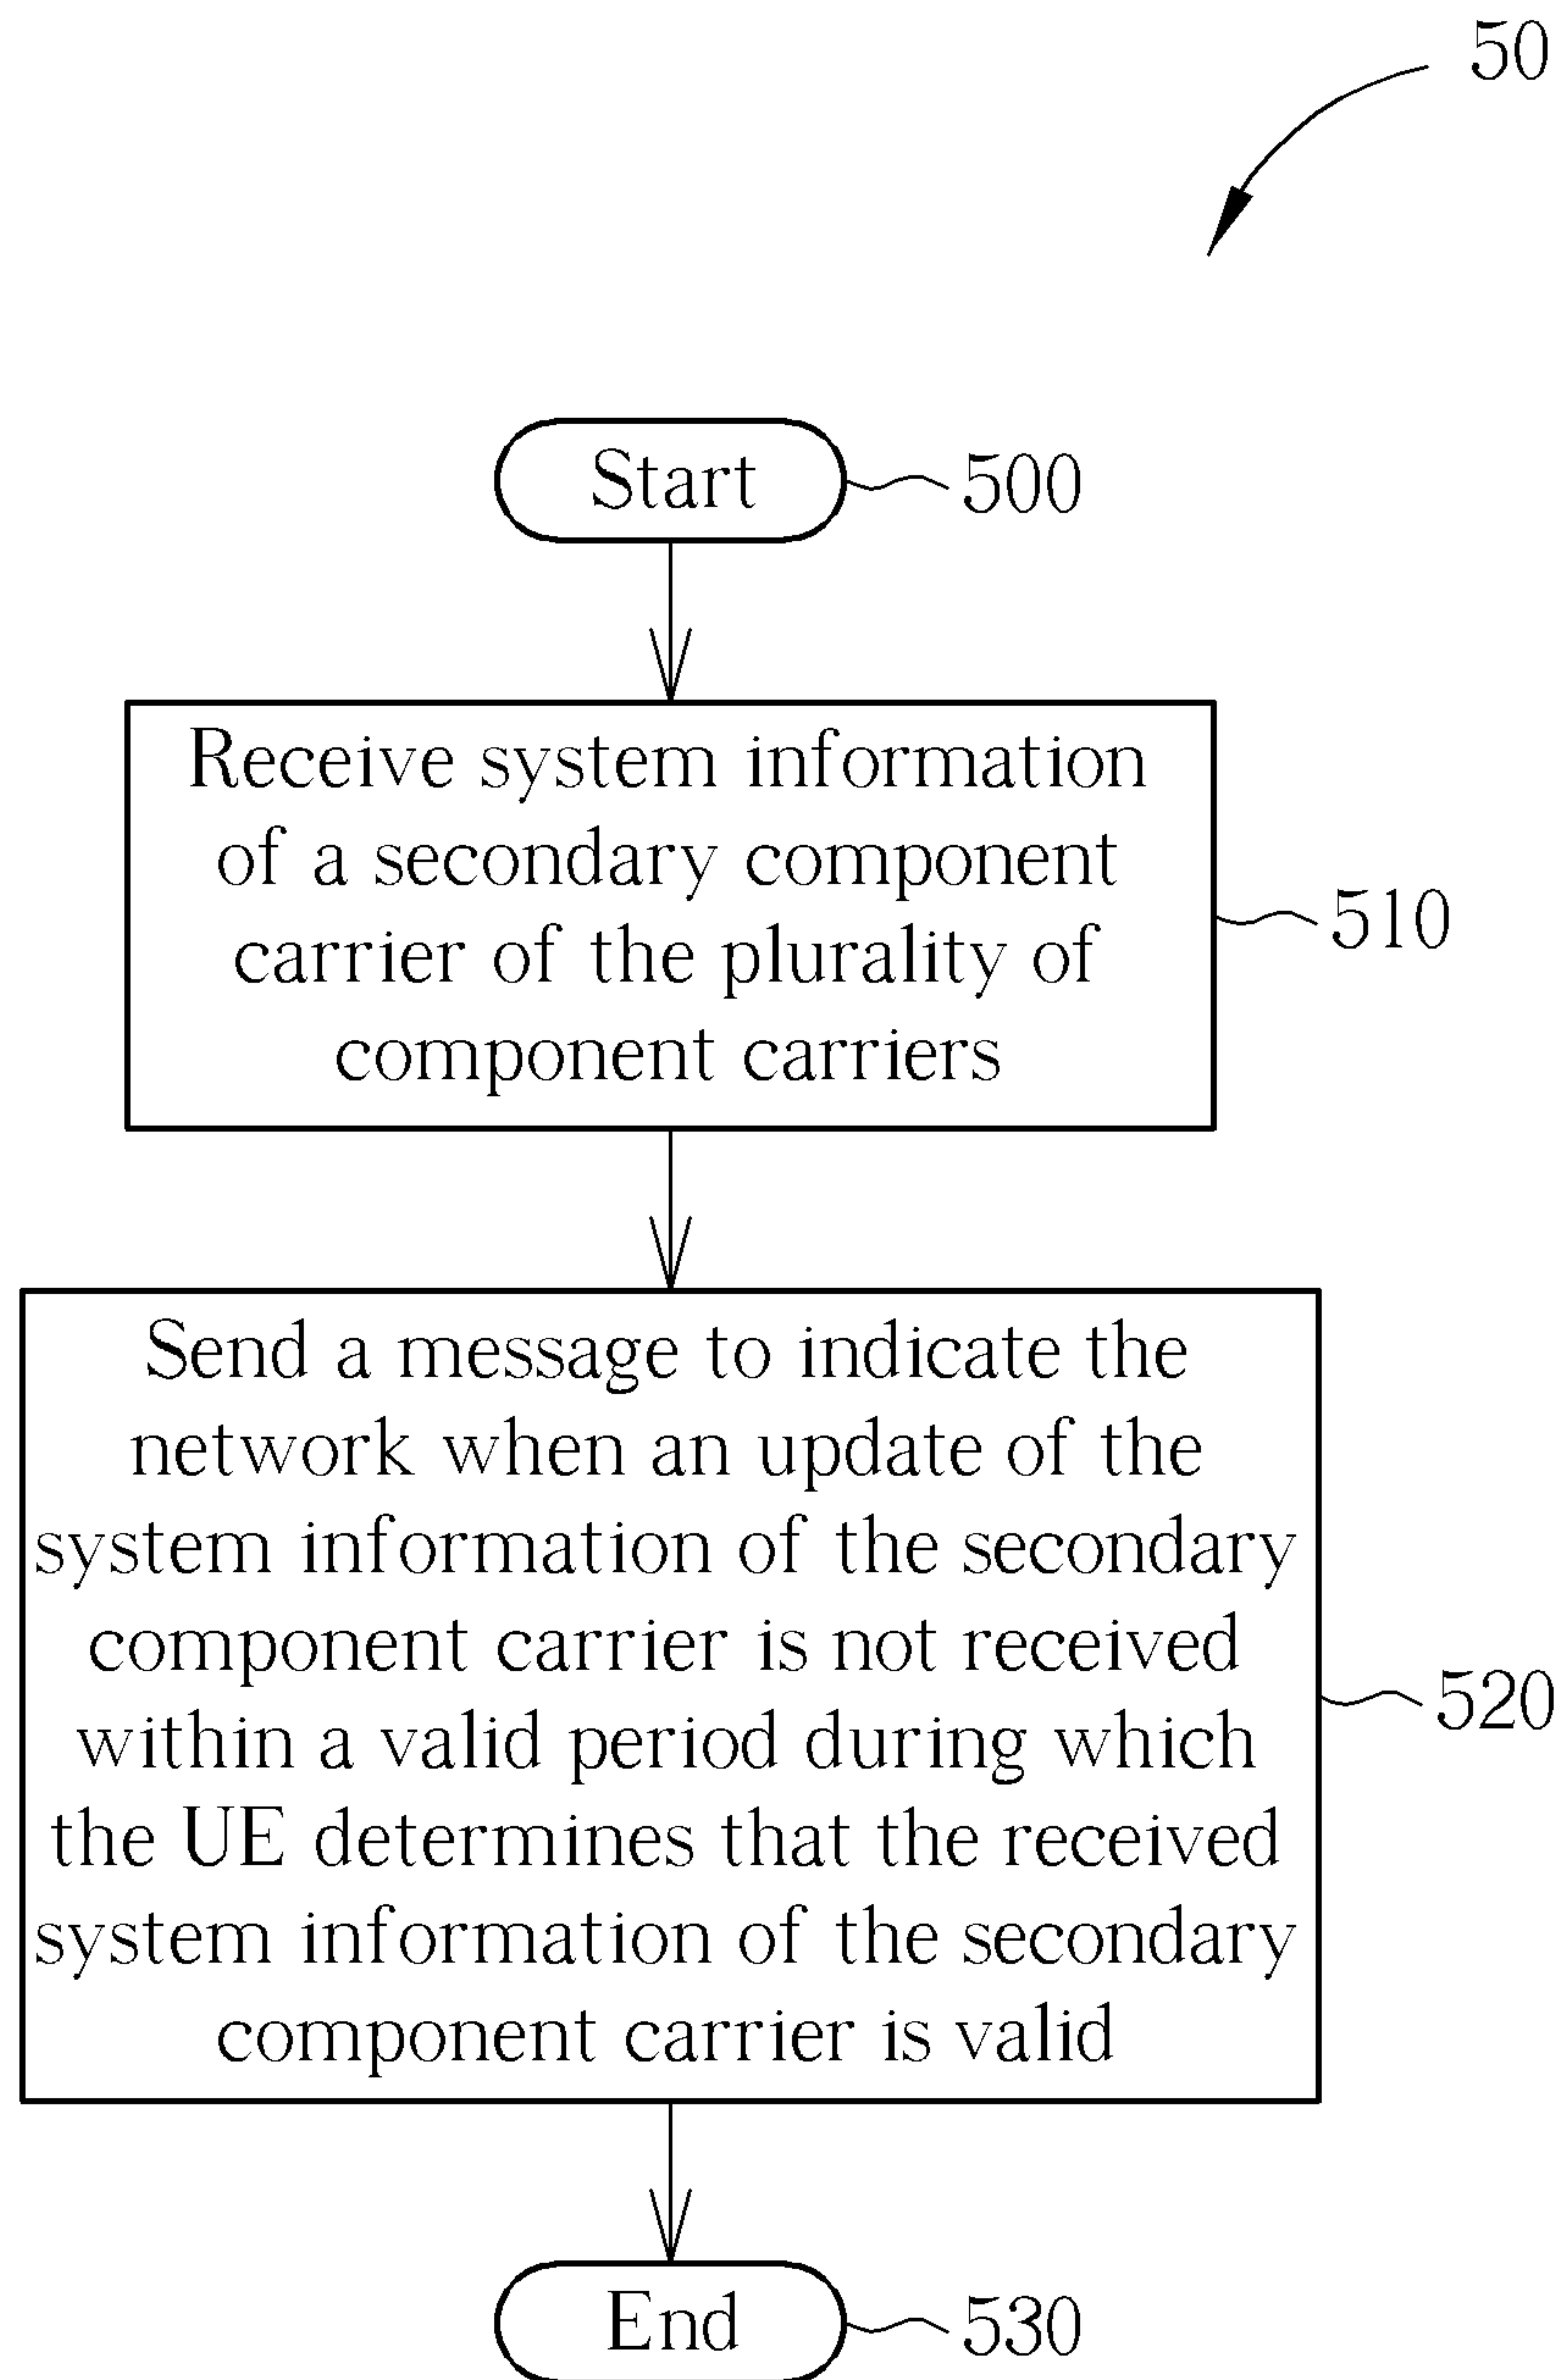 50
Start
500
Receive system information
of a secondary component
carrier of the plurality of
component carriers
510
Send a message to indicate the
network when an update of the
system information of the secondary
component carrier is not received
within a valid period during which
the UE determines that the received
system information of the secondary
component carrier is valid
520
End
530